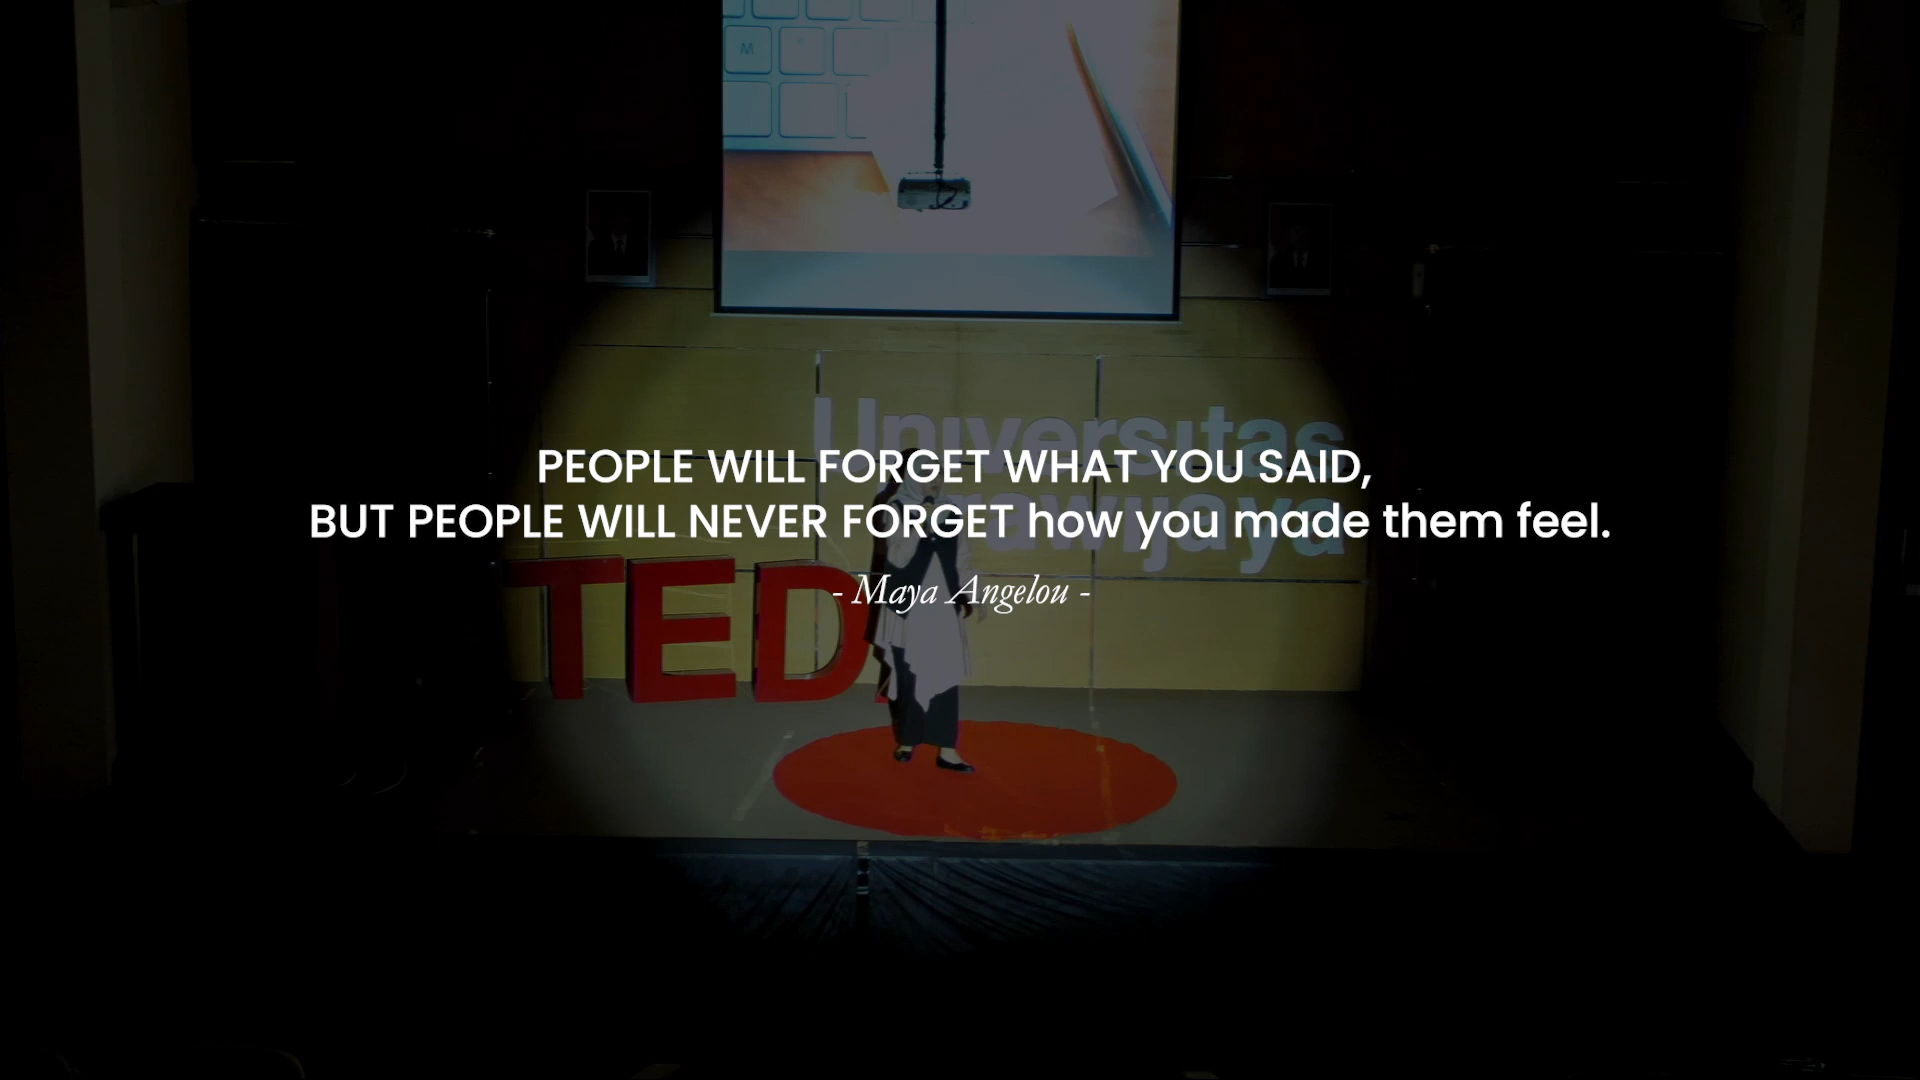 M
Universitas
PEOPLE WILL FORGET WHAT YOU SAID,
BUT PEOPLE WILL NEVER FORGET how you made them feel.
- Maya Angelou -
TED